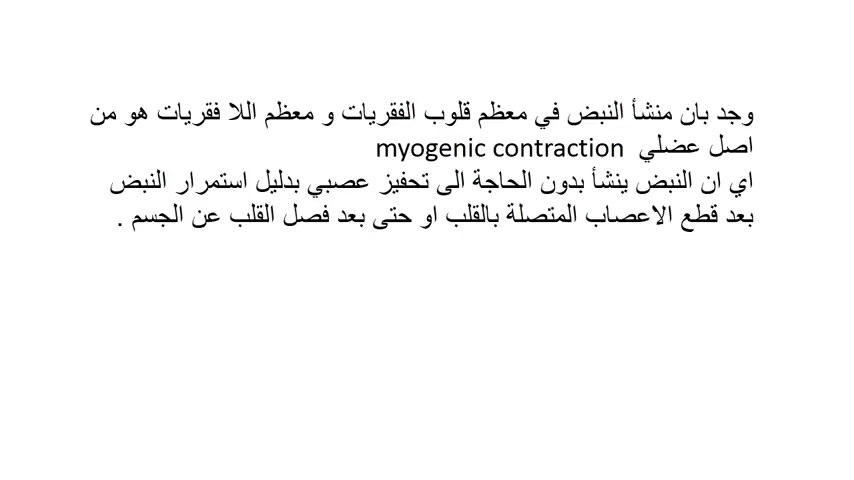 وجد بان منشأ النبض في معظم قلوب الفقريات و معظم اللا فقريات هو من
اصل عضلي myogenic contraction
اي ان النبض ينشأ بدون الحاجة الى تحفيز عصبي بدليل استمرار النبض
بعد قطع الاعصاب المتصلة بالقلب او حتى بعد فصل القلب عن الجسم .